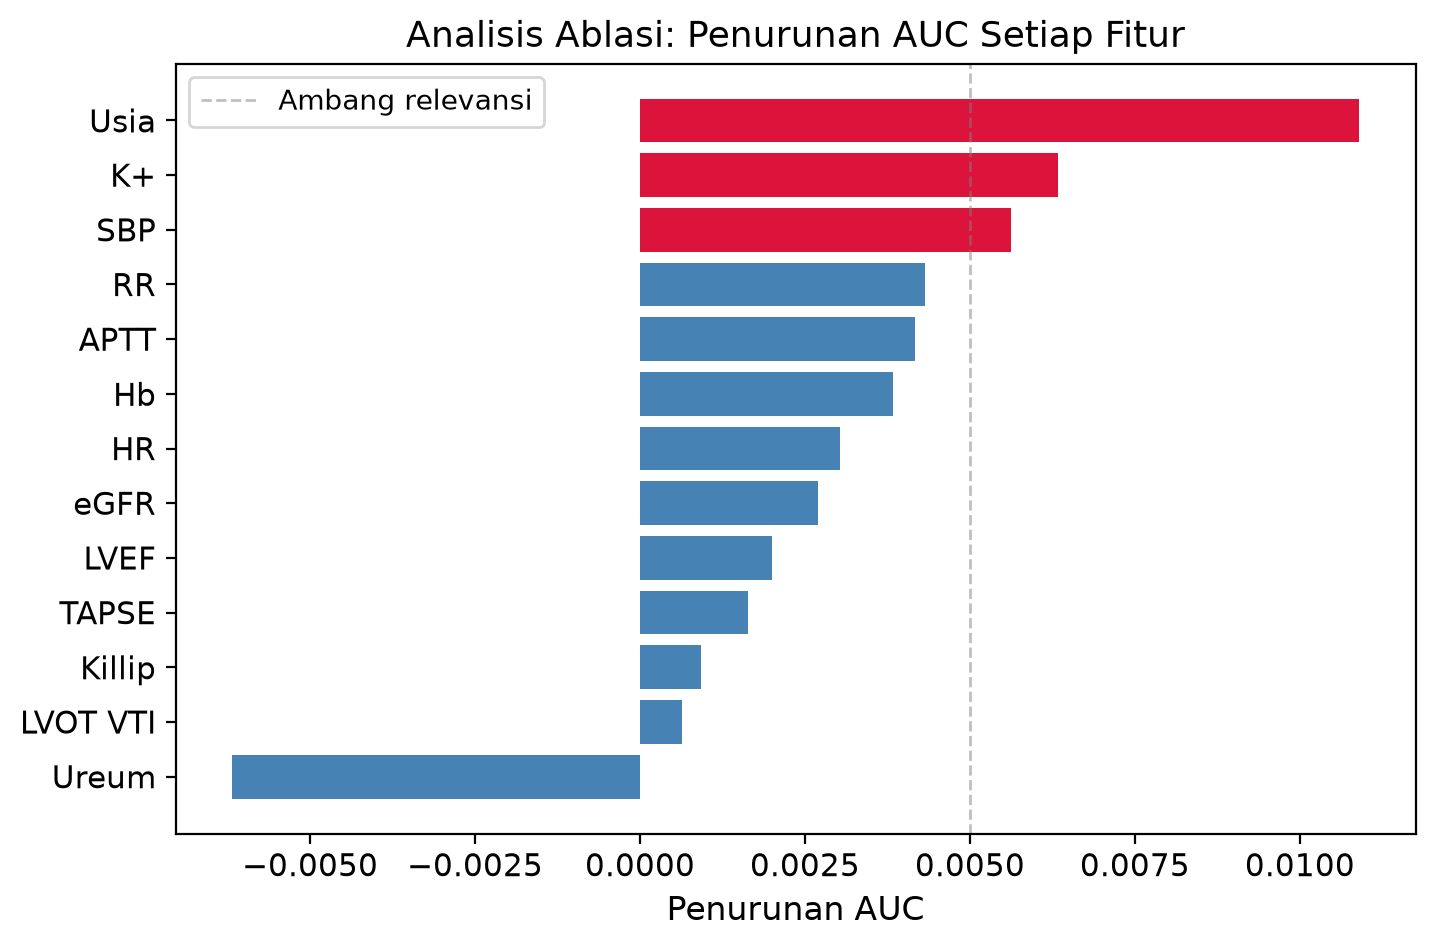 Analisis Ablasi: Penurunan AUC Setiap Fitur
Ambang relevansi
Usia
K+
SBP
RR
APTT
Hb
HR
eGFR
LVEF
TAPSE
Killip
LVOT VTI
Ureum
−0.0050 −0.0025 0.0000 0.0025 0.0050 0.0075 0.0100
Penurunan AUC